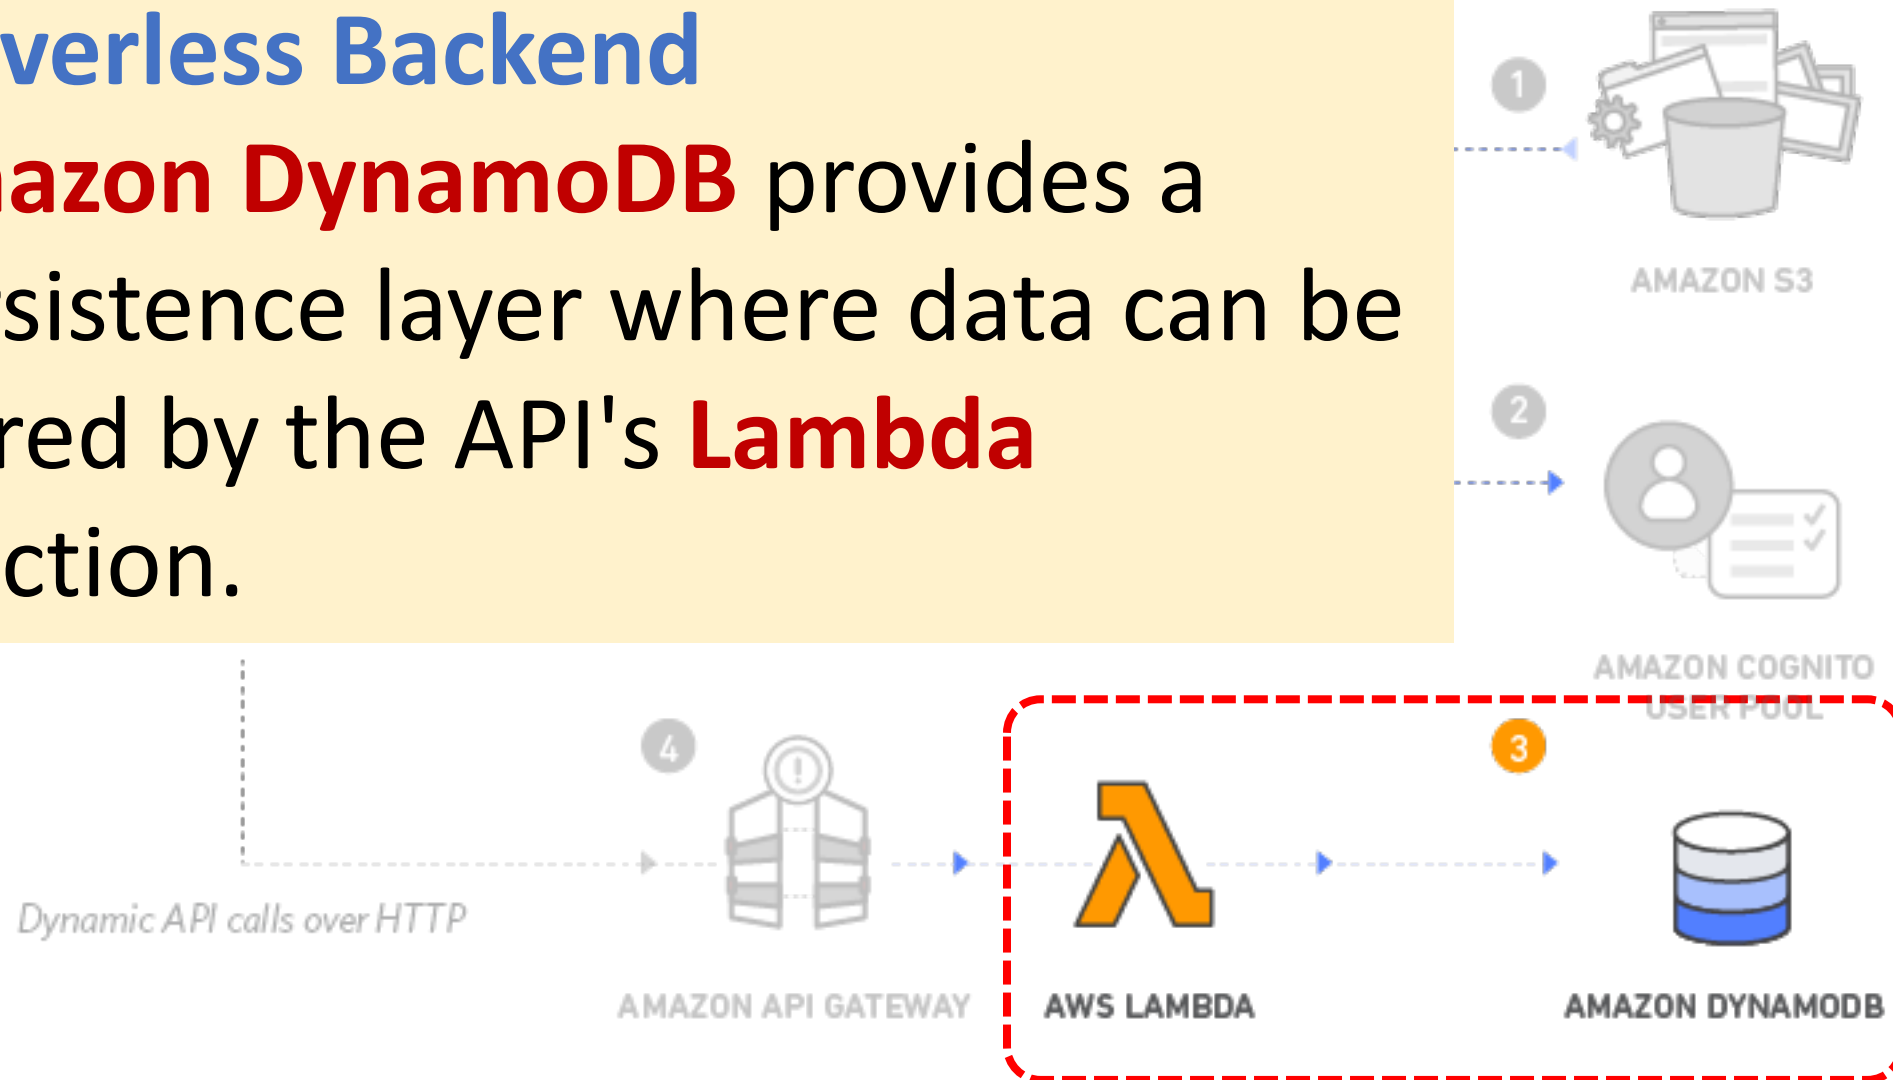 verless Backend
azon DynamoDB provides a
sistence layer where data can be
red by the API's Lambda
ction.
1
AMAZON S3
2
AMAZON COGNITO
USER POOL
4
3
Dynamic API calls over HTTP
AMAZON API GATEWAY
AWS LAMBDA
AMAZON DYNAMODB